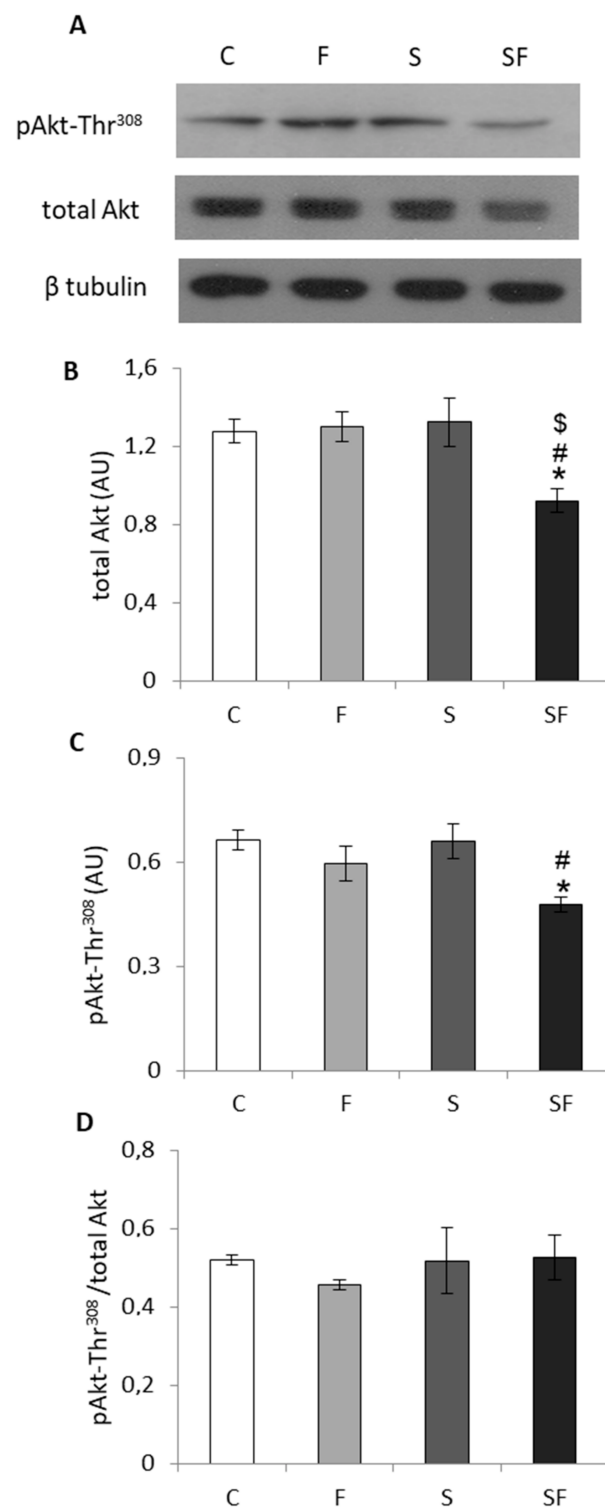 A
C F S SF
pAkt-Thr³⁰⁸
total Akt
β tubulin
B
total Akt (AU)
1,6
1,2
0,8
0,4
0
$
#
*
C F S SF
C
pAkt-Thr³⁰⁸ (AU)
0,9
0,6
0,3
0
#
*
C F S SF
D
pAkt-Thr³⁰⁸/total Akt
0,8
0,6
0,4
0,2
0
C F S SF